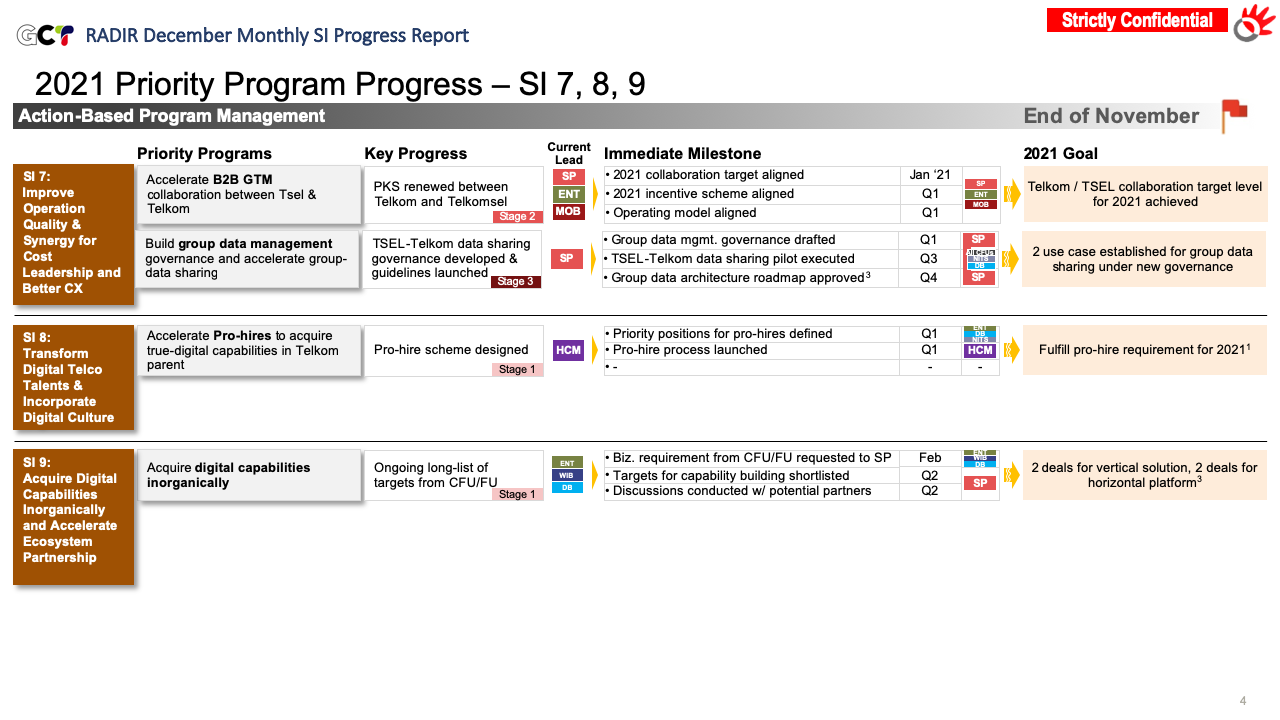 GCT RADIR December Monthly SI Progress Report
Strictly Confidential
2021 Priority Program Progress – SI 7, 8, 9
Action-Based Program Management
End of November
Priority Programs
Key Progress
Current
Lead
Immediate Milestone
2021 Goal
SI 7:
Improve
Operation
Quality &
Synergy for
Cost
Leadership and
Better CX
Accelerate B2B GTM
collaboration between Tsel &
Telkom
PKS renewed between
Telkom and Telkomsel
Stage 2
SP
ENT
MOB
• 2021 collaboration target aligned Jan ‘21
• 2021 incentive scheme aligned Q1
• Operating model aligned Q1
SP
ENT
MOB
Telkom / TSEL collaboration target level
for 2021 achieved
Build group data management
governance and accelerate group-
data sharing
TSEL-Telkom data sharing
governance developed &
guidelines launched
Stage 3
SP
• Group data mgmt. governance drafted Q1 SP
• TSEL-Telkom data sharing pilot executed Q3
NITS
DB
• Group data architecture roadmap approved3 Q4 SP
2 use case established for group data
sharing under new governance
SI 8:
Transform
Digital Telco
Talents &
Incorporate
Digital Culture
Accelerate Pro-hires to acquire
true-digital capabilities in Telkom
parent
Pro-hire scheme designed
Stage 1
HCM
• Priority positions for pro-hires defined Q1
ENT
DB
NITS
• Pro-hire process launched Q1 HCM
• - - -
Fulfill pro-hire requirement for 20211
SI 9:
Acquire Digital
Capabilities
Inorganically
and Accelerate
Ecosystem
Partnership
Acquire digital capabilities
inorganically
Ongoing long-list of
targets from CFU/FU
Stage 1
ENT
WIB
DB
• Biz. requirement from CFU/FU requested to SP Feb
ENT
WIB
DB
• Targets for capability building shortlisted Q2
• Discussions conducted w/ potential partners Q2
SP
2 deals for vertical solution, 2 deals for
horizontal platform3
4